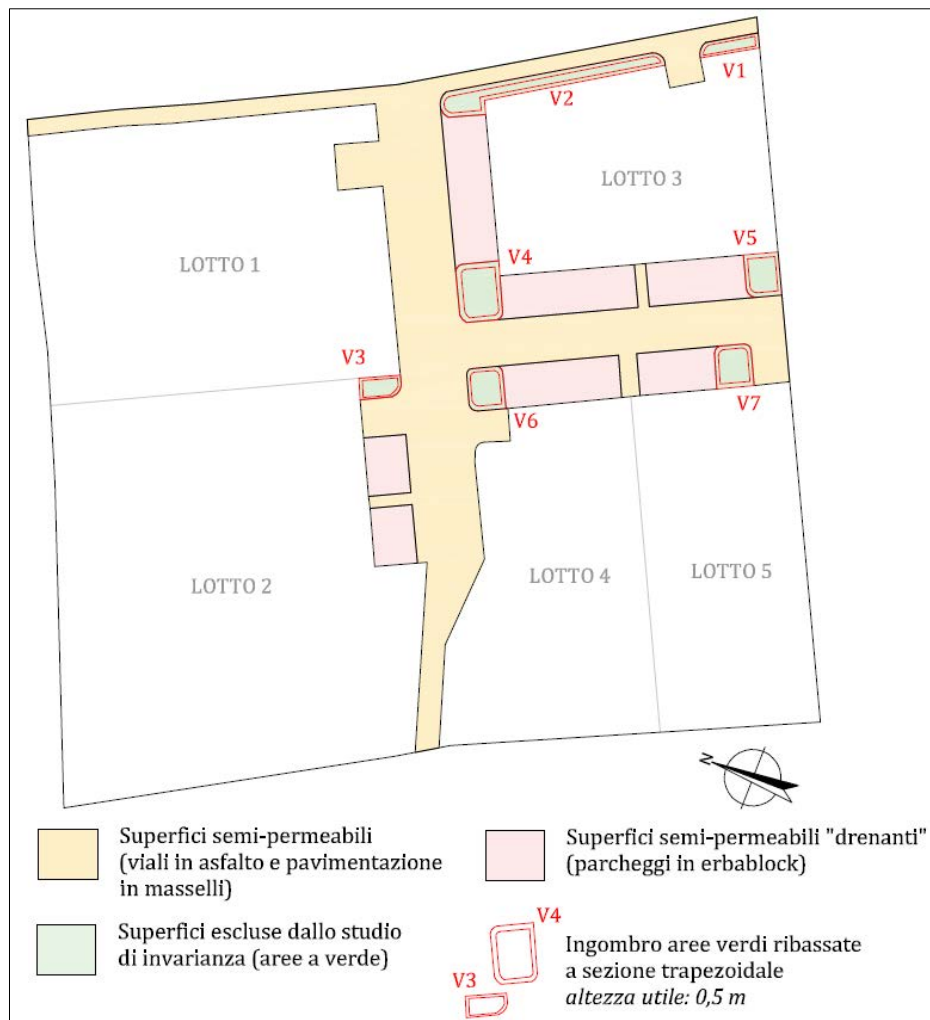 V1
V2
LOTTO 3
LOTTO 1
V4
V5
V3
V6
V7
LOTTO 2
LOTTO 4
LOTTO 5
N
Superfici semi-permeabili
(viali in asfalto e pavimentazione
in masselli)
Superfici semi-permeabili "drenanti"
(parcheggi in erbablock)
Superfici escluse dallo studio
di invarianza (aree a verde)
V4
V3
Ingombro aree verdi ribassate
a sezione trapezoidale
altezza utile: 0,5 m